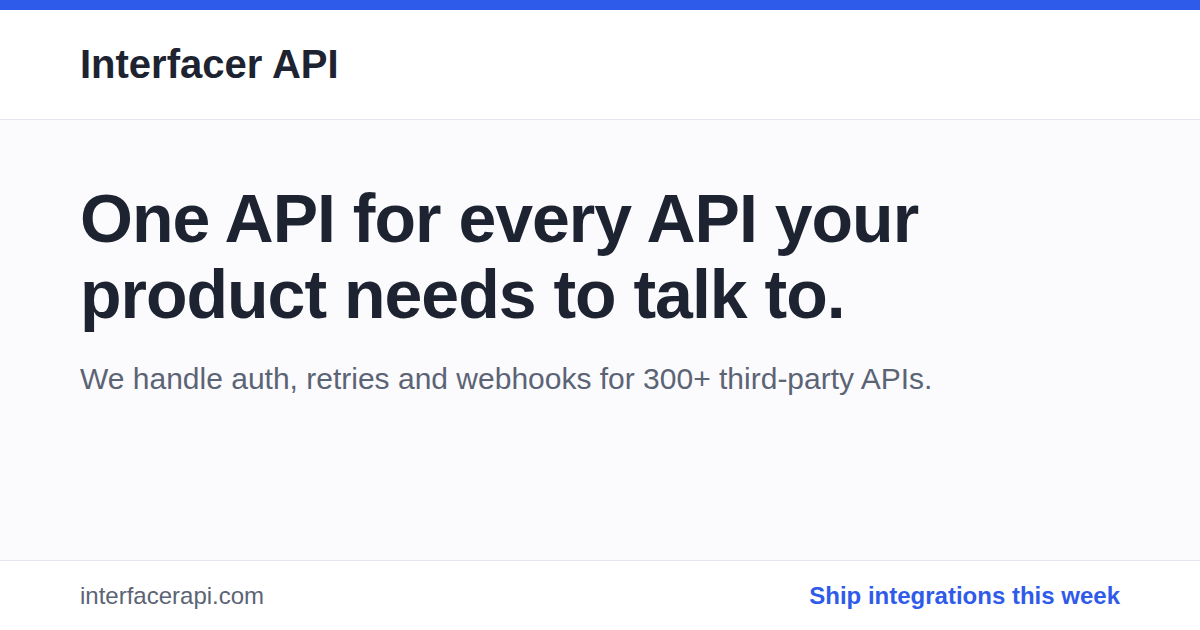 Interfacer API
One API for every API your
product needs to talk to.
We handle auth, retries and webhooks for 300+ third-party APIs.
interfacerapi.com
Ship integrations this week